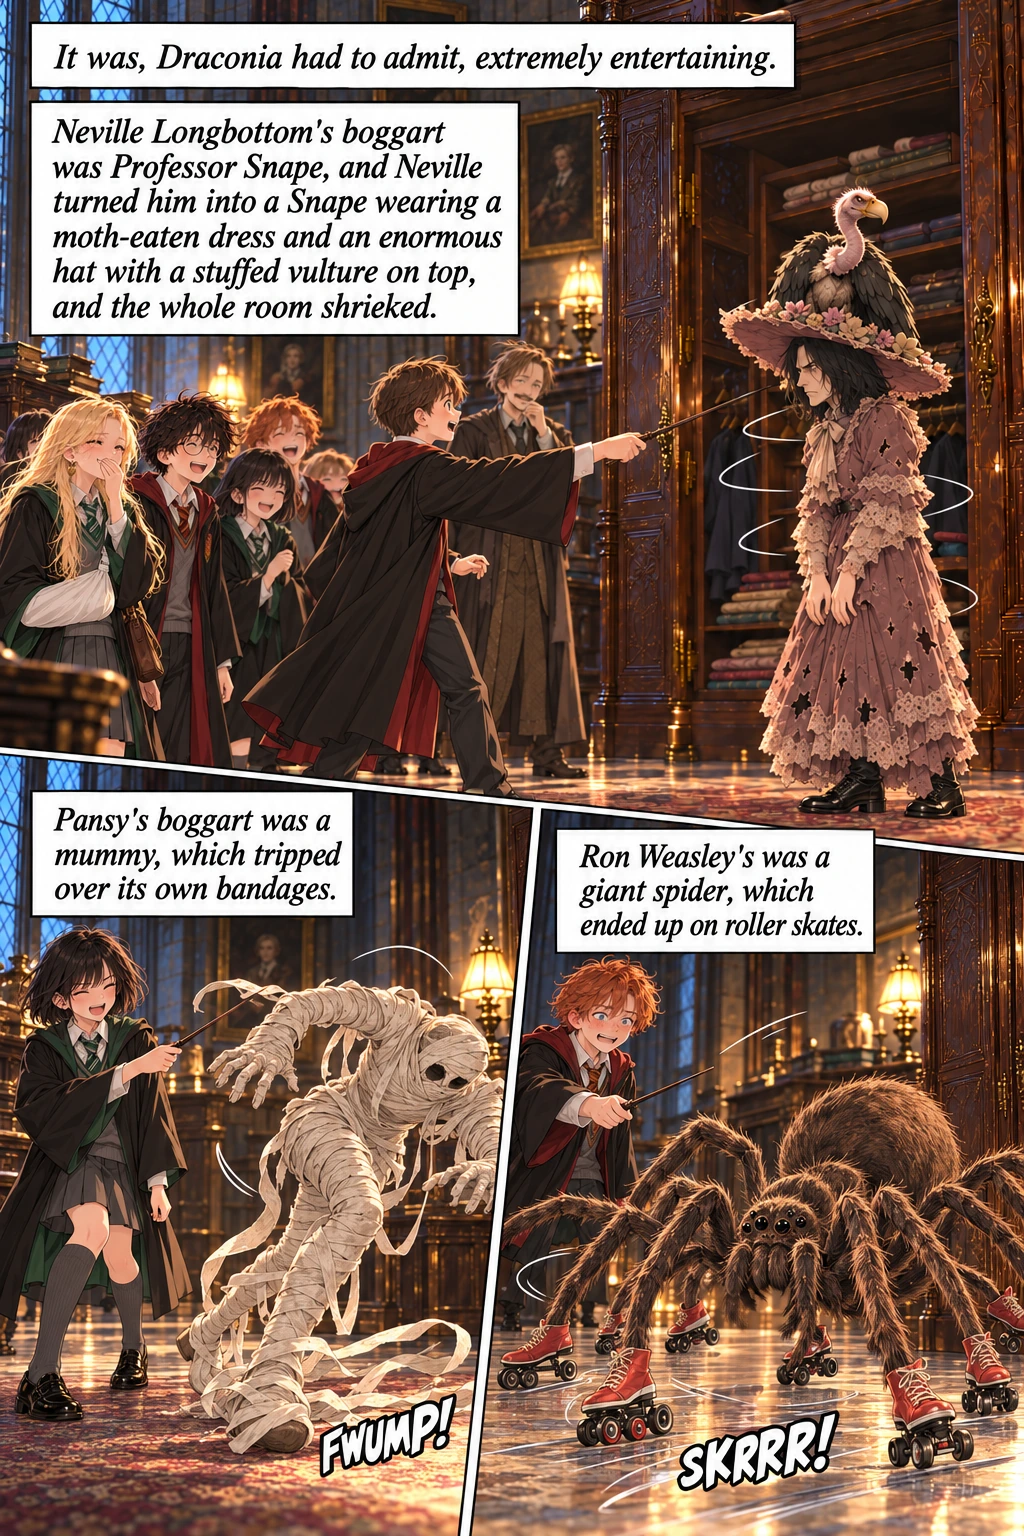 It was, Draconia had to admit, extremely entertaining.
Neville Longbottom's boggart
was Professor Snape, and Neville
turned him into a Snape wearing a
moth-eaten dress and an enormous
hat with a stuffed vulture on top,
and the whole room shrieked.
Pansy's boggart was a
mummy, which tripped
over its own bandages.
FWUMP!
Ron Weasley's was a
giant spider, which
ended up on roller skates.
SKRRR!